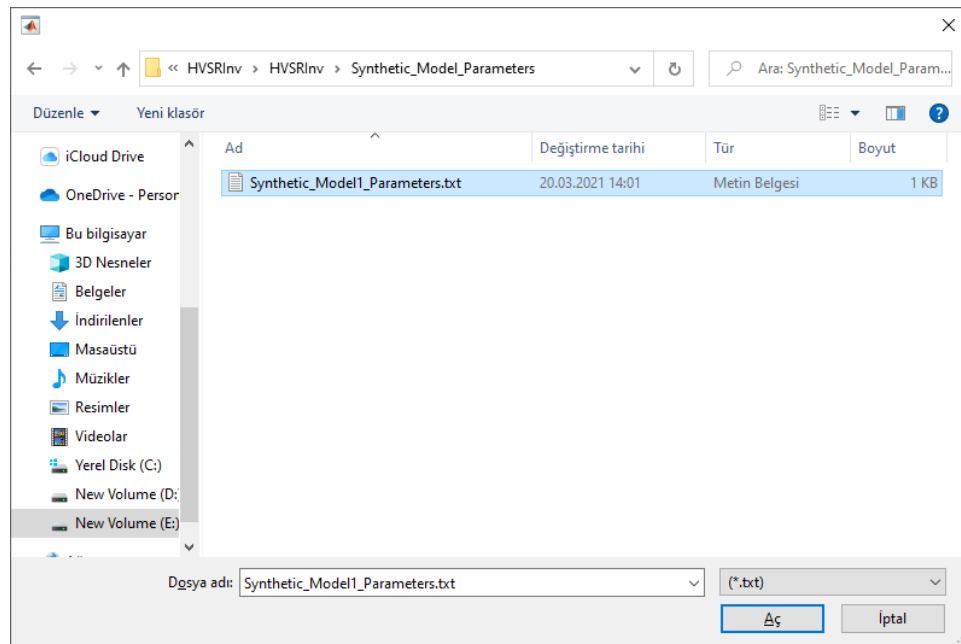 « HVSRInv > HVSRInv > Synthetic_Model_Parameters
Ara: Synthetic_Model_Param...
Düzenle
Yeni klasör
iCloud Drive
OneDrive - Person
Bu bilgisayar
3D Nesneler
Belgeler
İndirilenler
Masaüstü
Müzikler
Resimler
Videolar
Yerel Disk (C:)
New Volume (D:)
New Volume (E:)
Ad Değiştirme tarihi Tür Boyut
Synthetic_Model1_Parameters.txt 20.03.2021 14:01 Metin Belgesi 1 KB
Dosya adı: Synthetic_Model1_Parameters.txt (*.txt)
Aç İptal